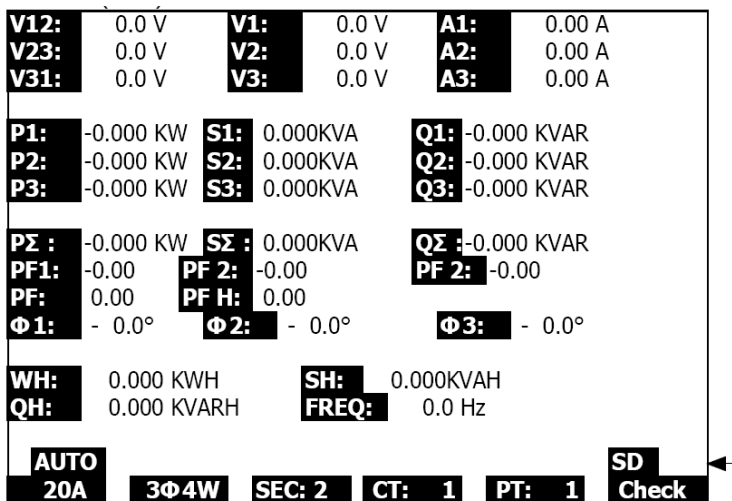 V12: 0.0 V V1: 0.0 V A1: 0.00 A
V23: 0.0 V V2: 0.0 V A2: 0.00 A
V31: 0.0 V V3: 0.0 V A3: 0.00 A
P1: -0.000 KW S1: 0.000KVA Q1: -0.000 KVAR
P2: -0.000 KW S2: 0.000KVA Q2: -0.000 KVAR
P3: -0.000 KW S3: 0.000KVA Q3: -0.000 KVAR
PΣ : -0.000 KW SΣ : 0.000KVA QΣ :-0.000 KVAR
PF1: -0.00 PF 2: -0.00 PF 2: -0.00
PF: 0.00 PF H: 0.00
Φ1: - 0.0° Φ2: - 0.0° Φ3: - 0.0°
WH: 0.000 KWH SH: 0.000KVAH
QH: 0.000 KVARH FREQ: 0.0 Hz
AUTO SD
20A 3Φ4W SEC: 2 CT: 1 PT: 1 Check